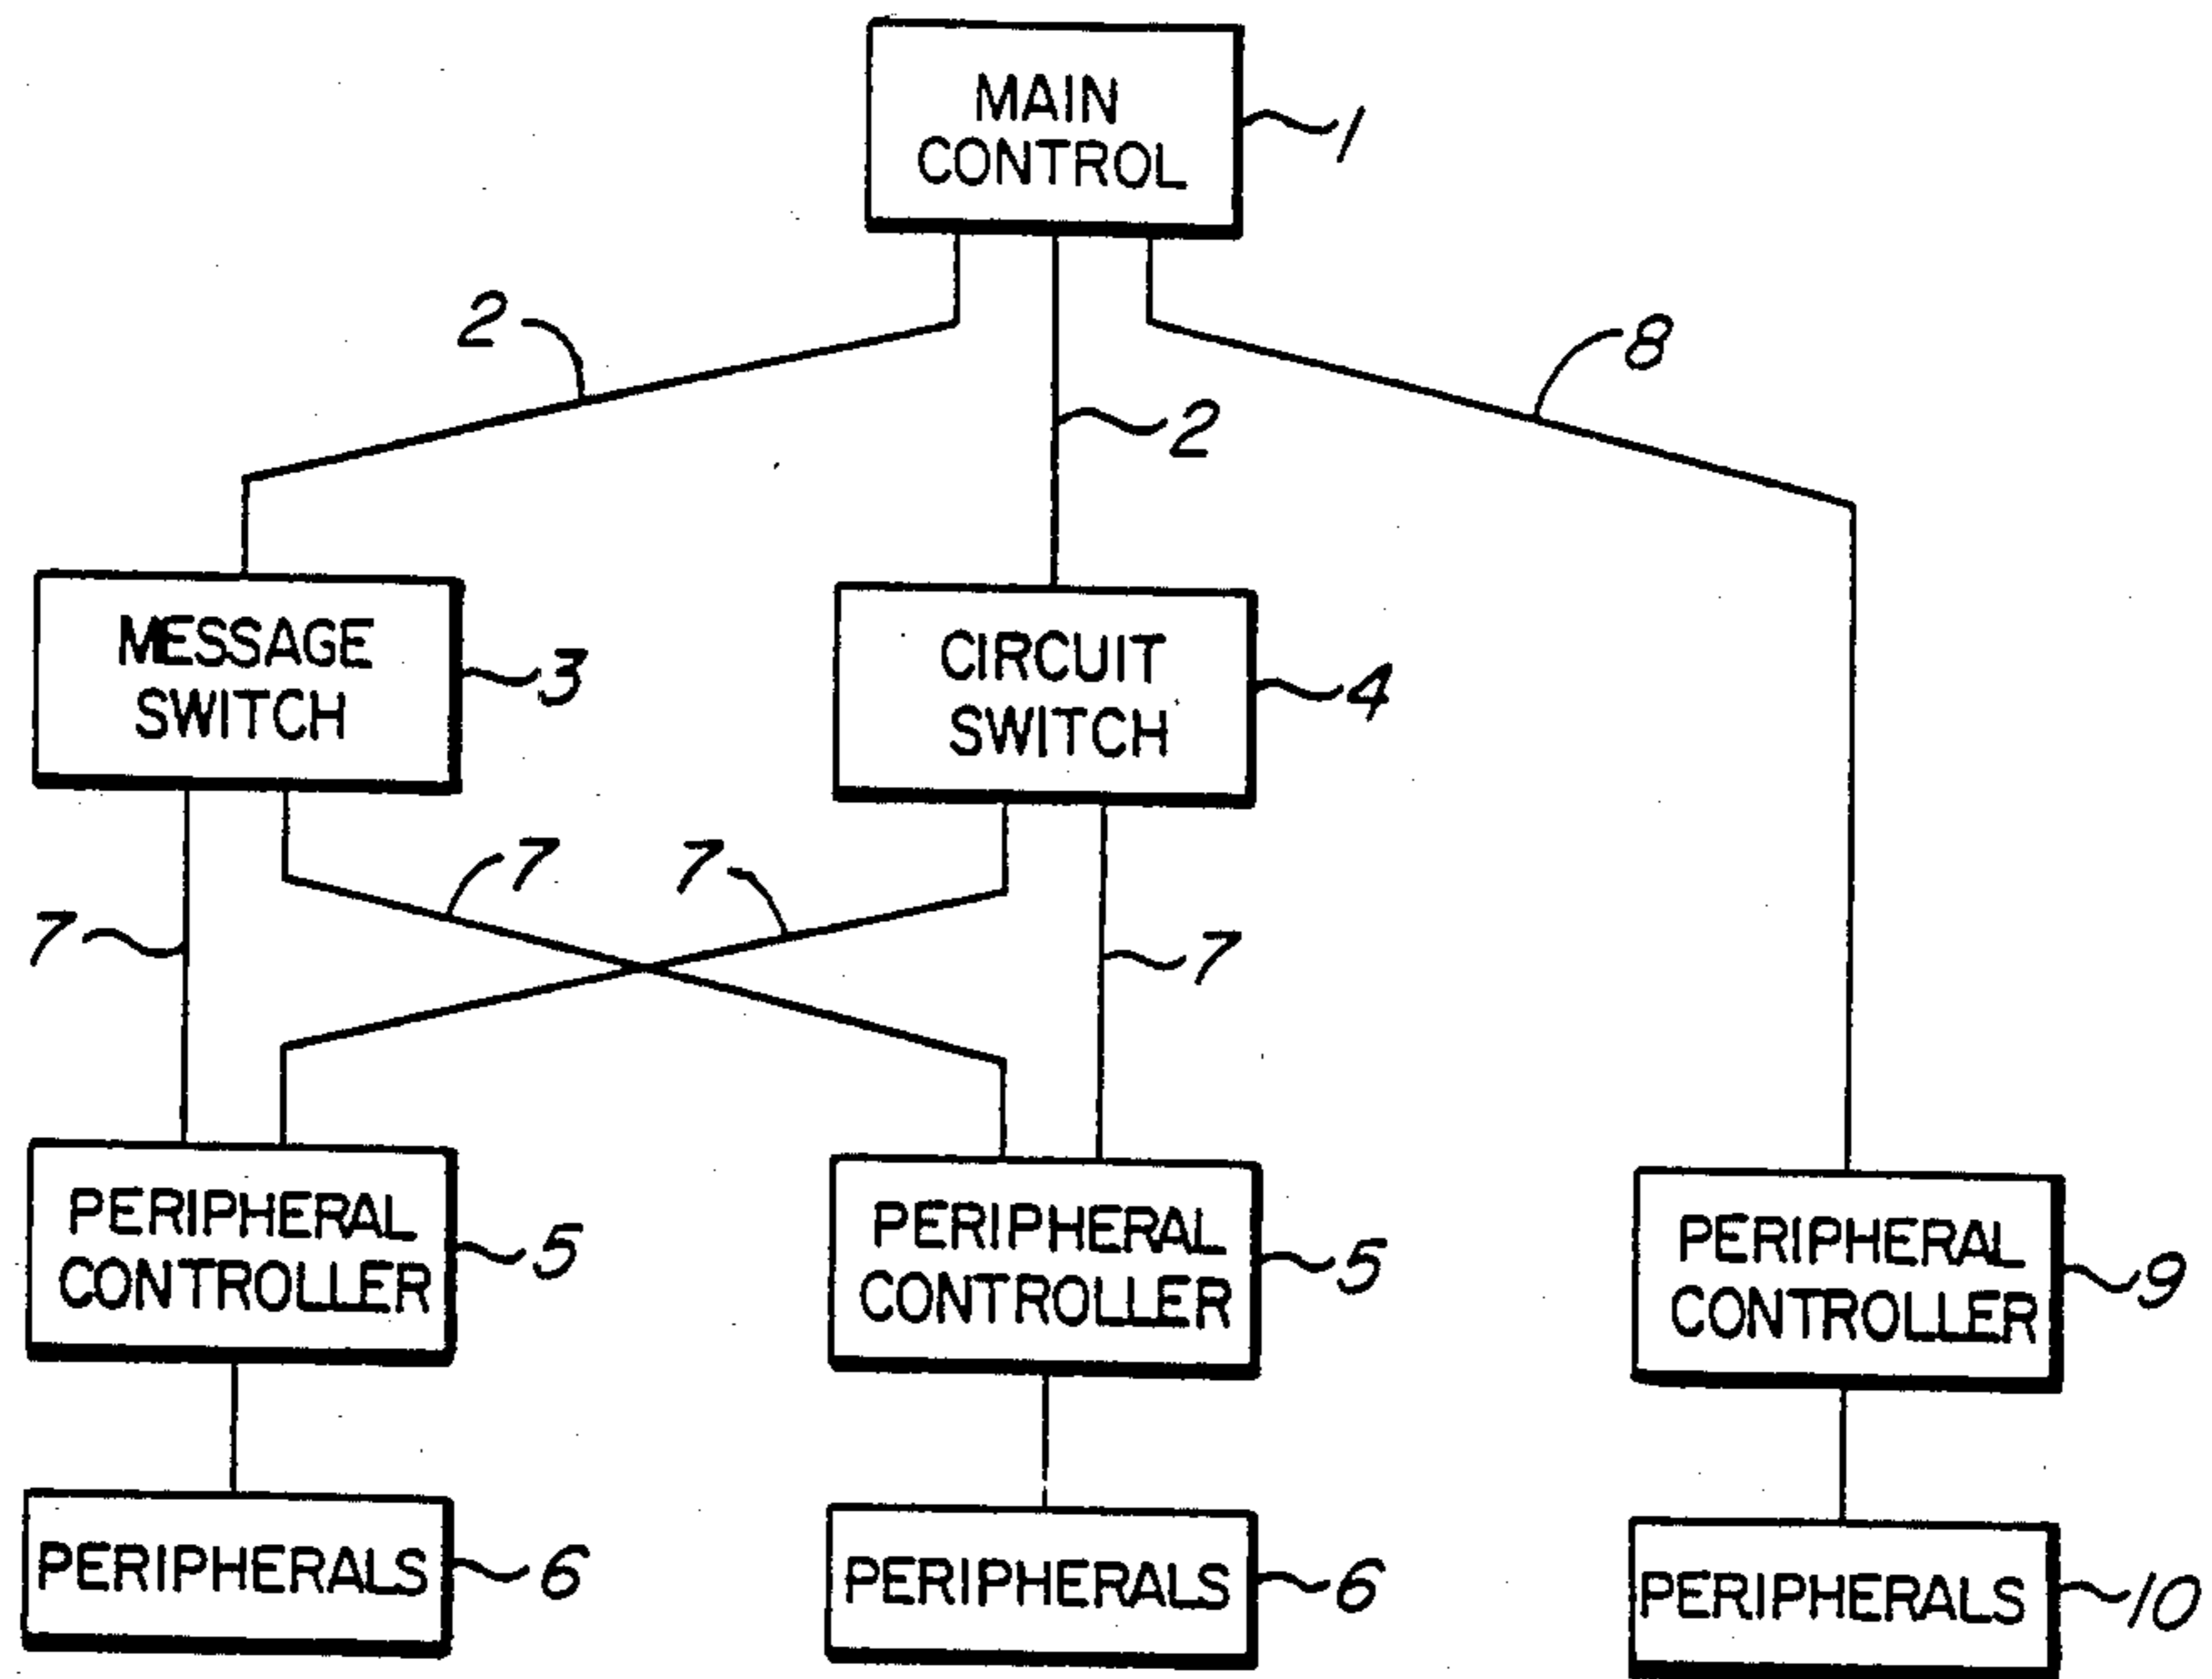 MAIN
CONTROL
1
2
2
8
MESSAGE
SWITCH
3
CIRCUIT
SWITCH
4
7
7
7
7
PERIPHERAL
CONTROLLER
5
PERIPHERAL
CONTROLLER
5
PERIPHERAL
CONTROLLER
9
PERIPHERALS
6
PERIPHERALS
6
PERIPHERALS
10